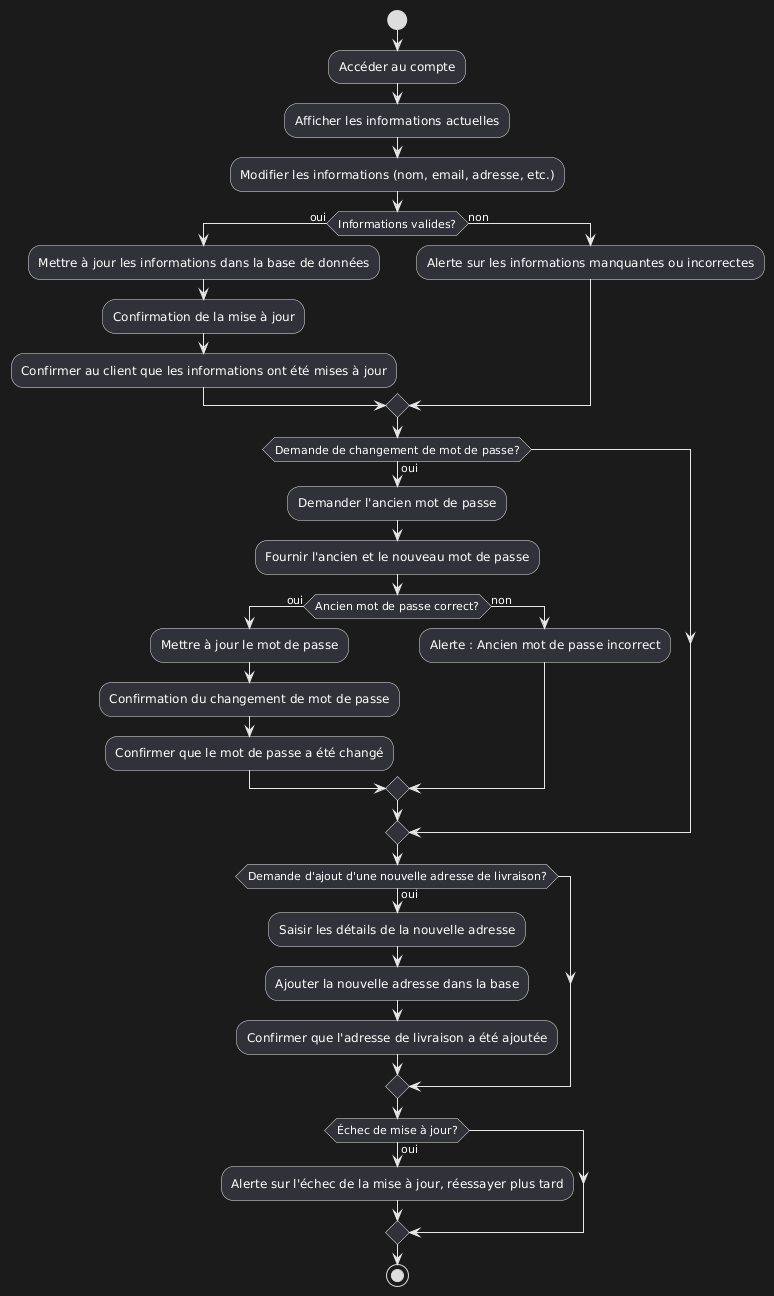 Accéder au compte
Afficher les informations actuelles
Modifier les informations (nom, email, adresse, etc.)
oui
Informations valides?
non
Mettre à jour les informations dans la base de données
Alerte sur les informations manquantes ou incorrectes
Confirmation de la mise à jour
Confirmer au client que les informations ont été mises à jour
Demande de changement de mot de passe?
oui
Demander l'ancien mot de passe
Fournir l'ancien et le nouveau mot de passe
oui
Ancien mot de passe correct?
non
Mettre à jour le mot de passe
Alerte : Ancien mot de passe incorrect
Confirmation du changement de mot de passe
Confirmer que le mot de passe a été changé
Demande d'ajout d'une nouvelle adresse de livraison?
oui
Saisir les détails de la nouvelle adresse
Ajouter la nouvelle adresse dans la base
Confirmer que l'adresse de livraison a été ajoutée
Échec de mise à jour?
oui
Alerte sur l'échec de la mise à jour, réessayer plus tard